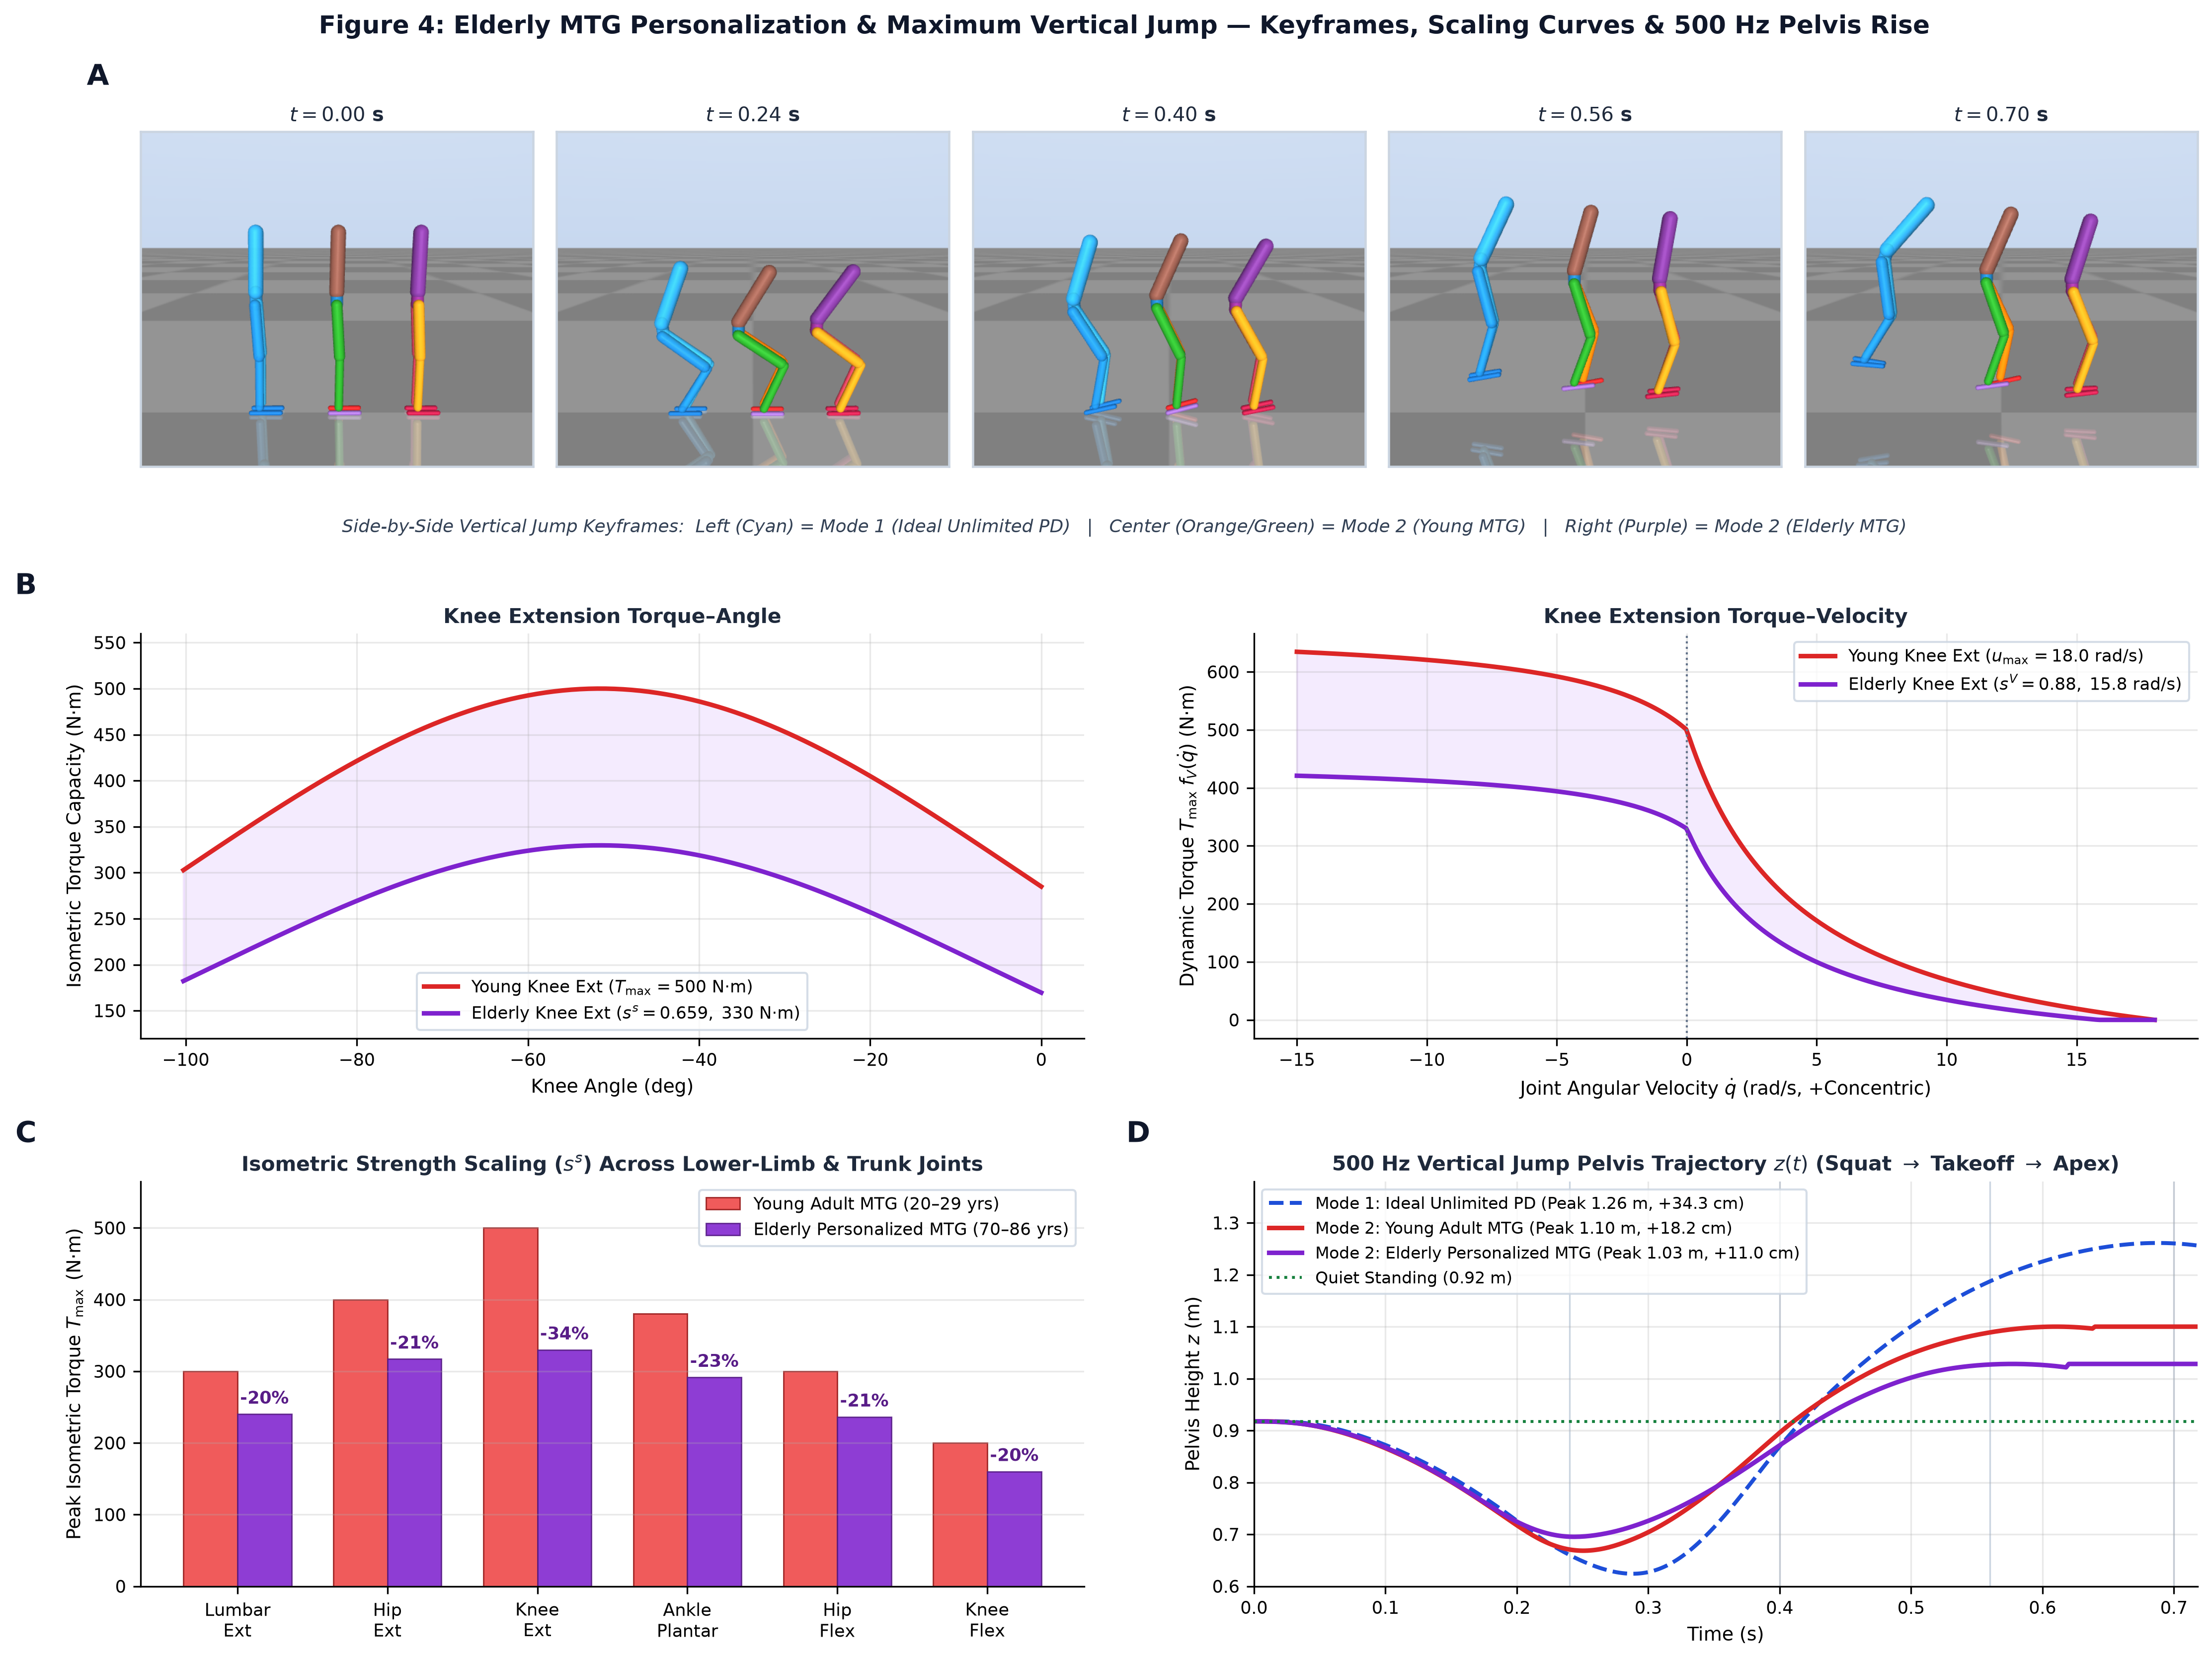 Figure 4: Elderly MTG Personalization & Maximum Vertical Jump — Keyframes, Scaling Curves & 500 Hz Pelvis Rise
A
t = 0.00 s
t = 0.24 s
t = 0.40 s
t = 0.56 s
t = 0.70 s
Side-by-Side Vertical Jump Keyframes: Left (Cyan) = Mode 1 (Ideal Unlimited PD) | Center (Orange/Green) = Mode 2 (Young MTG) | Right (Purple) = Mode 2 (Elderly MTG)
B
Knee Extension Torque–Angle
Isometric Torque Capacity (N·m)
550
500
450
400
350
300
250
200
150
Young Knee Ext (T_max = 500 N·m)
Elderly Knee Ext (s^s = 0.659, 330 N·m)
−100 −80 −60 −40 −20 0
Knee Angle (deg)
Knee Extension Torque–Velocity
Dynamic Torque T_max f_V(q̇) (N·m)
600
500
400
300
200
100
0
Young Knee Ext (u_max = 18.0 rad/s)
Elderly Knee Ext (s^V = 0.88, 15.8 rad/s)
−15 −10 −5 0 5 10 15
Joint Angular Velocity q̇ (rad/s, +Concentric)
C
Isometric Strength Scaling (s^s) Across Lower-Limb & Trunk Joints
Peak Isometric Torque T_max (N·m)
500
400
300
200
100
0
Young Adult MTG (20–29 yrs)
Elderly Personalized MTG (70–86 yrs)
-20%
-21%
-34%
-23%
-21%
-20%
Lumbar Ext
Hip Ext
Knee Ext
Ankle Plantar
Hip Flex
Knee Flex
D
500 Hz Vertical Jump Pelvis Trajectory z(t) (Squat → Takeoff → Apex)
Pelvis Height z (m)
1.3
1.2
1.1
1.0
0.9
0.8
0.7
0.6
Mode 1: Ideal Unlimited PD (Peak 1.26 m, +34.3 cm)
Mode 2: Young Adult MTG (Peak 1.10 m, +18.2 cm)
Mode 2: Elderly Personalized MTG (Peak 1.03 m, +11.0 cm)
Quiet Standing (0.92 m)
0.0 0.1 0.2 0.3 0.4 0.5 0.6 0.7
Time (s)